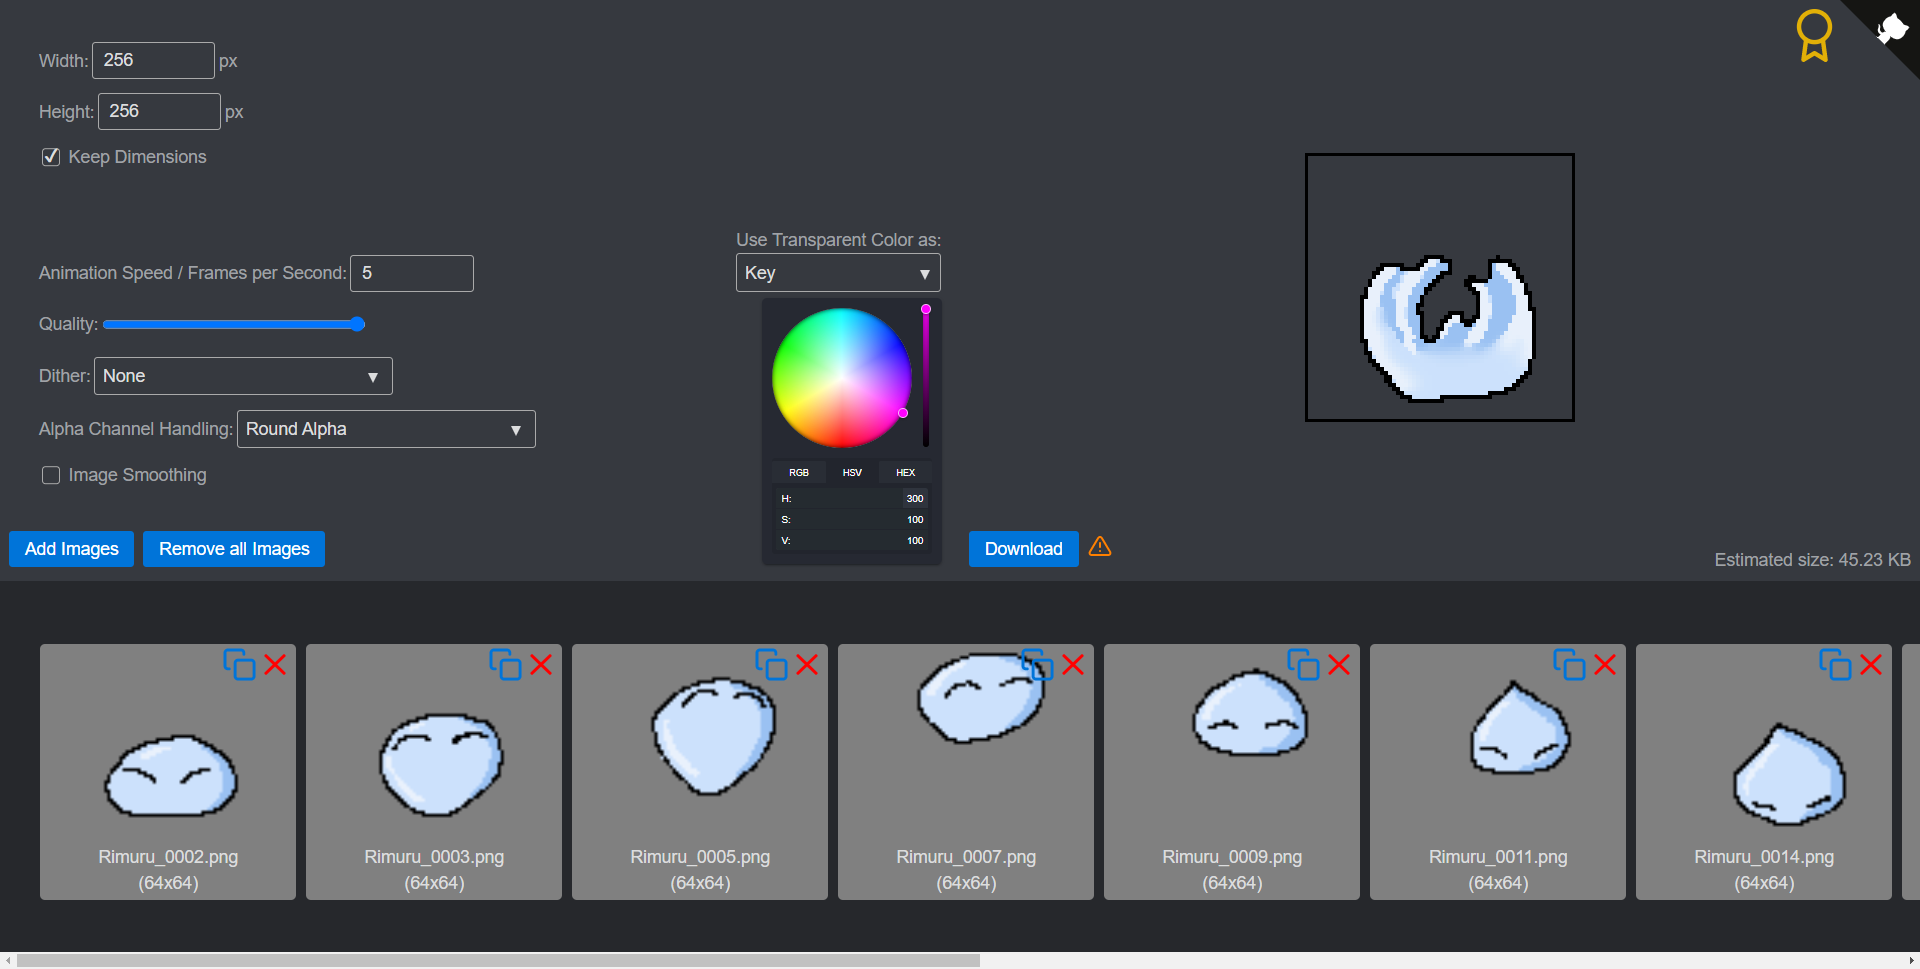 Width: 256 px
Height: 256 px
Keep Dimensions
Use Transparent Color as:
Key
Animation Speed / Frames per Second: 5
Quality:
Dither: None
Alpha Channel Handling: Round Alpha
Image Smoothing
RGB HSV HEX
H: 300
S: 100
V: 100
Add Images Remove all Images Download
Estimated size: 45.23 KB
Rimuru_0002.png
(64x64)
Rimuru_0003.png
(64x64)
Rimuru_0005.png
(64x64)
Rimuru_0007.png
(64x64)
Rimuru_0009.png
(64x64)
Rimuru_0011.png
(64x64)
Rimuru_0014.png
(64x64)